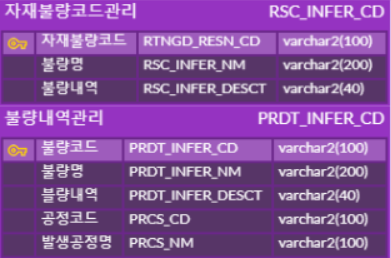 자재불량코드관리 RSC_INFER_CD
자재불량코드 RTNGD_RESN_CD varchar2(100)
불량명 RSC_INFER_NM varchar2(200)
불량내역 RSC_INFER_DESCT varchar2(40)
불량내역관리 PRDT_INFER_CD
불량코드 PRDT_INFER_CD varchar2(100)
불량명 PRDT_INFER_NM varchar2(200)
불량내역 PRDT_INFER_DESCT varchar2(40)
공정코드 PRCS_CD varchar2(100)
발생공정명 PRCS_NM varchar2(100)